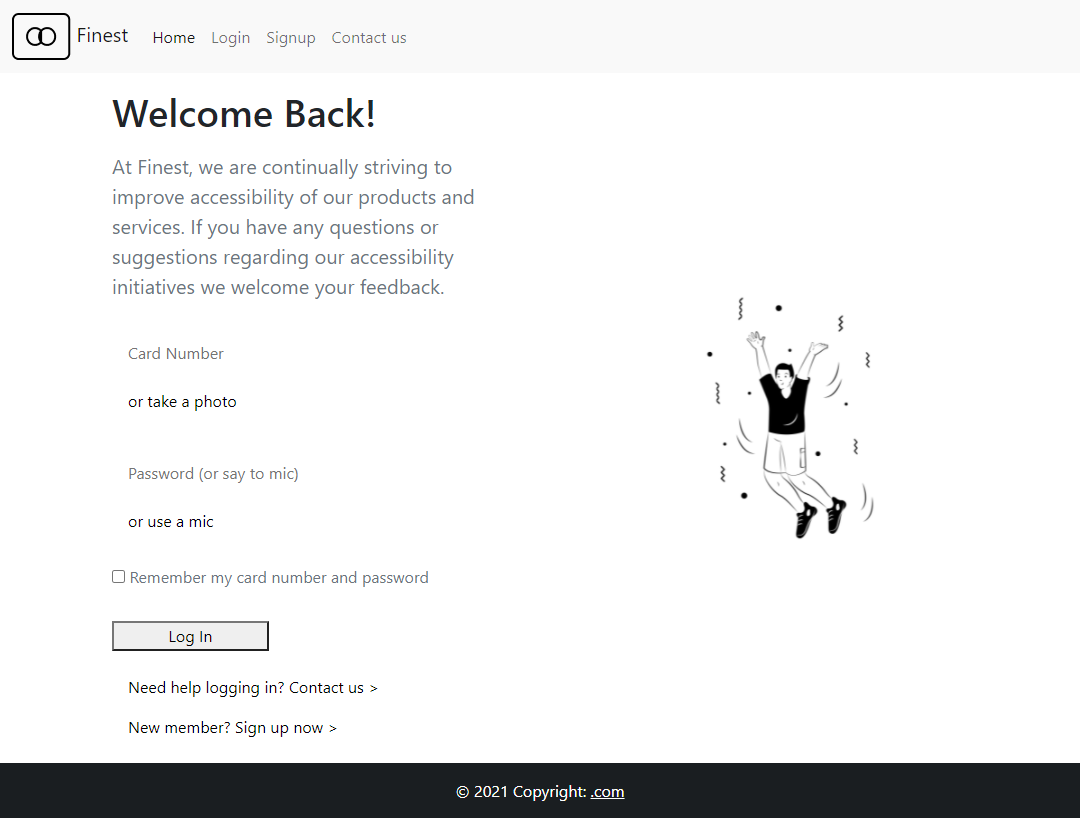 Finest Home Login Signup Contact us
Welcome Back!
At Finest, we are continually striving to
improve accessibility of our products and
services. If you have any questions or
suggestions regarding our accessibility
initiatives we welcome your feedback.
Card Number
or take a photo
Password (or say to mic)
or use a mic
Remember my card number and password
Log In
Need help logging in? Contact us >
New member? Sign up now >
© 2021 Copyright: .com